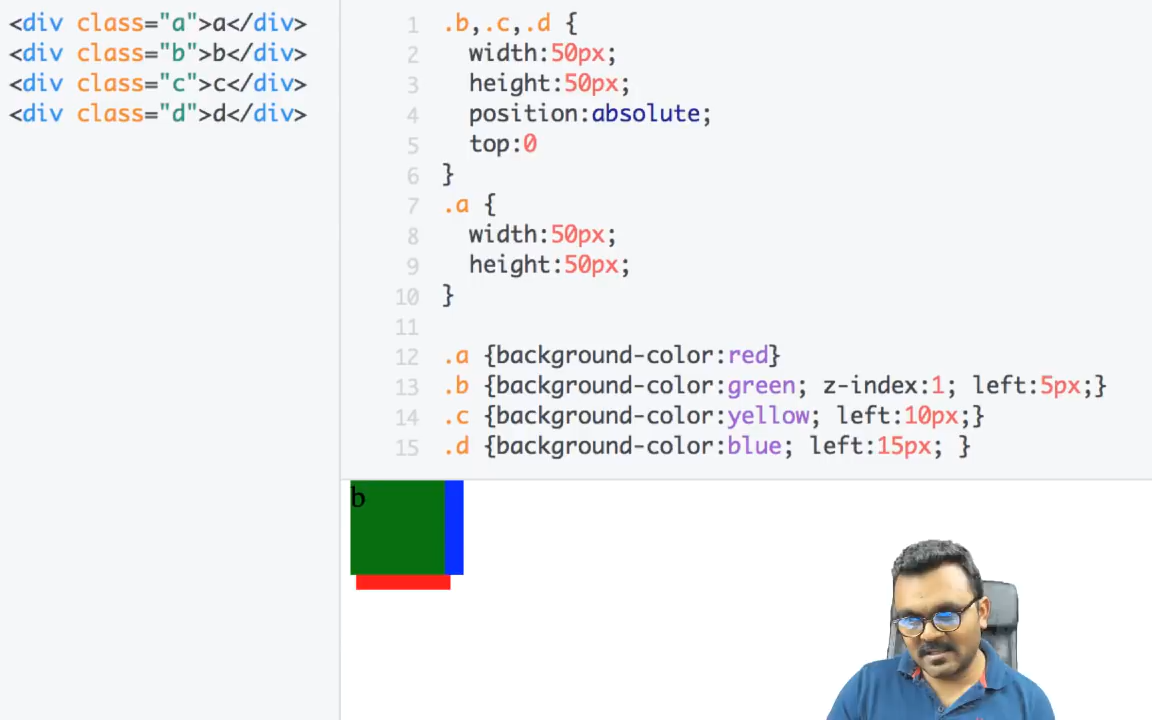 <div class="a">a</div>
<div class="b">b</div>
<div class="c">c</div>
<div class="d">d</div>
1 .b,.c,.d {
2 width:50px;
3 height:50px;
4 position:absolute;
5 top:0
6 }
7 .a {
8 width:50px;
9 height:50px;
10 }
11
12 .a {background-color:red}
13 .b {background-color:green; z-index:1; left:5px;}
14 .c {background-color:yellow; left:10px;}
15 .d {background-color:blue; left:15px; }
b